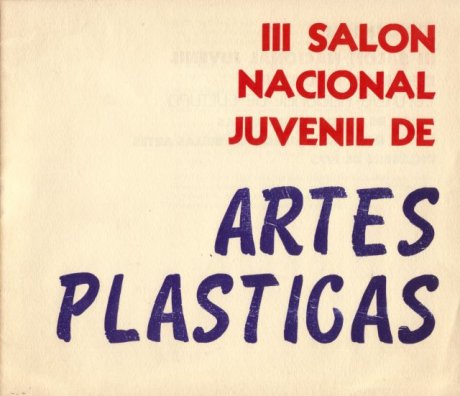 III SALON
NACIONAL
JUVENIL DE
ARTES
PLASTICAS